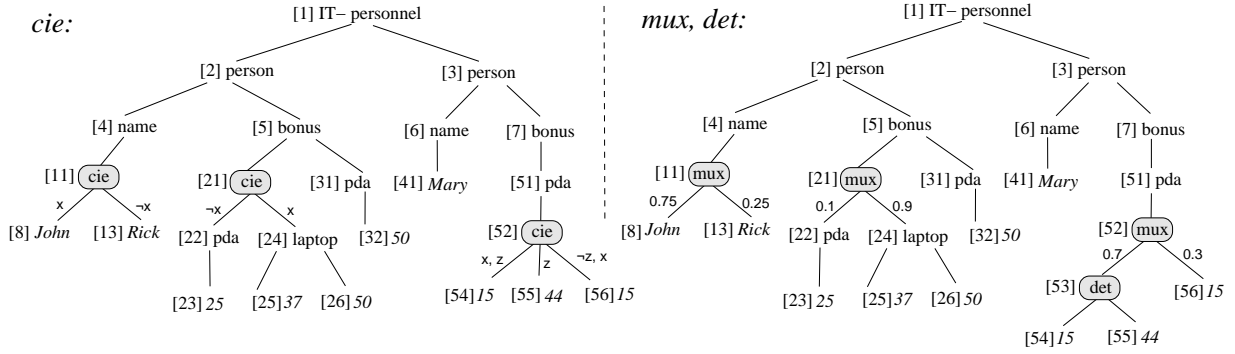 cie:
[1] IT– personnel
[2] person [3] person
[4] name [5] bonus [6] name [7] bonus
[11] cie [21] cie [31] pda [41] Mary [51] pda
x ¬x ¬x x
[8] John [13] Rick [22] pda [24] laptop [32] 50 [52] cie
x, z z ¬z, x
[23] 25 [25] 37 [26] 50 [54] 15 [55] 44 [56] 15
mux, det:
[1] IT– personnel
[2] person [3] person
[4] name [5] bonus [6] name [7] bonus
[11] mux [21] mux [31] pda [41] Mary [51] pda
0.75 0.25 0.1 0.9
[8] John [13] Rick [22] pda [24] laptop [32] 50 [52] mux
0.7 0.3
[23] 25 [25] 37 [26] 50 [53] det [56] 15
[54] 15 [55] 44